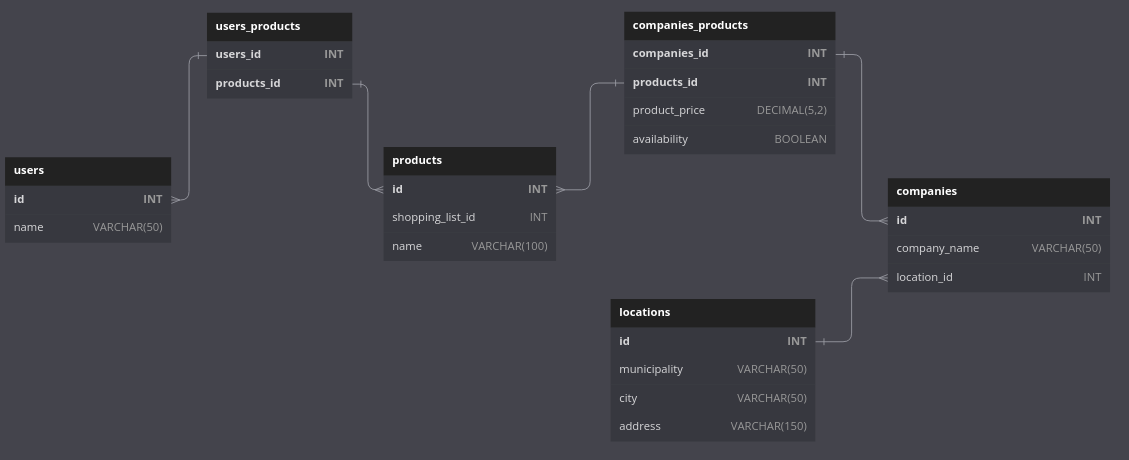 users_products
users_id INT
products_id INT
users
id INT
name VARCHAR(50)
products
id INT
shopping_list_id INT
name VARCHAR(100)
companies_products
companies_id INT
products_id INT
product_price DECIMAL(5,2)
availability BOOLEAN
companies
id INT
company_name VARCHAR(50)
location_id INT
locations
id INT
municipality VARCHAR(50)
city VARCHAR(50)
address VARCHAR(150)